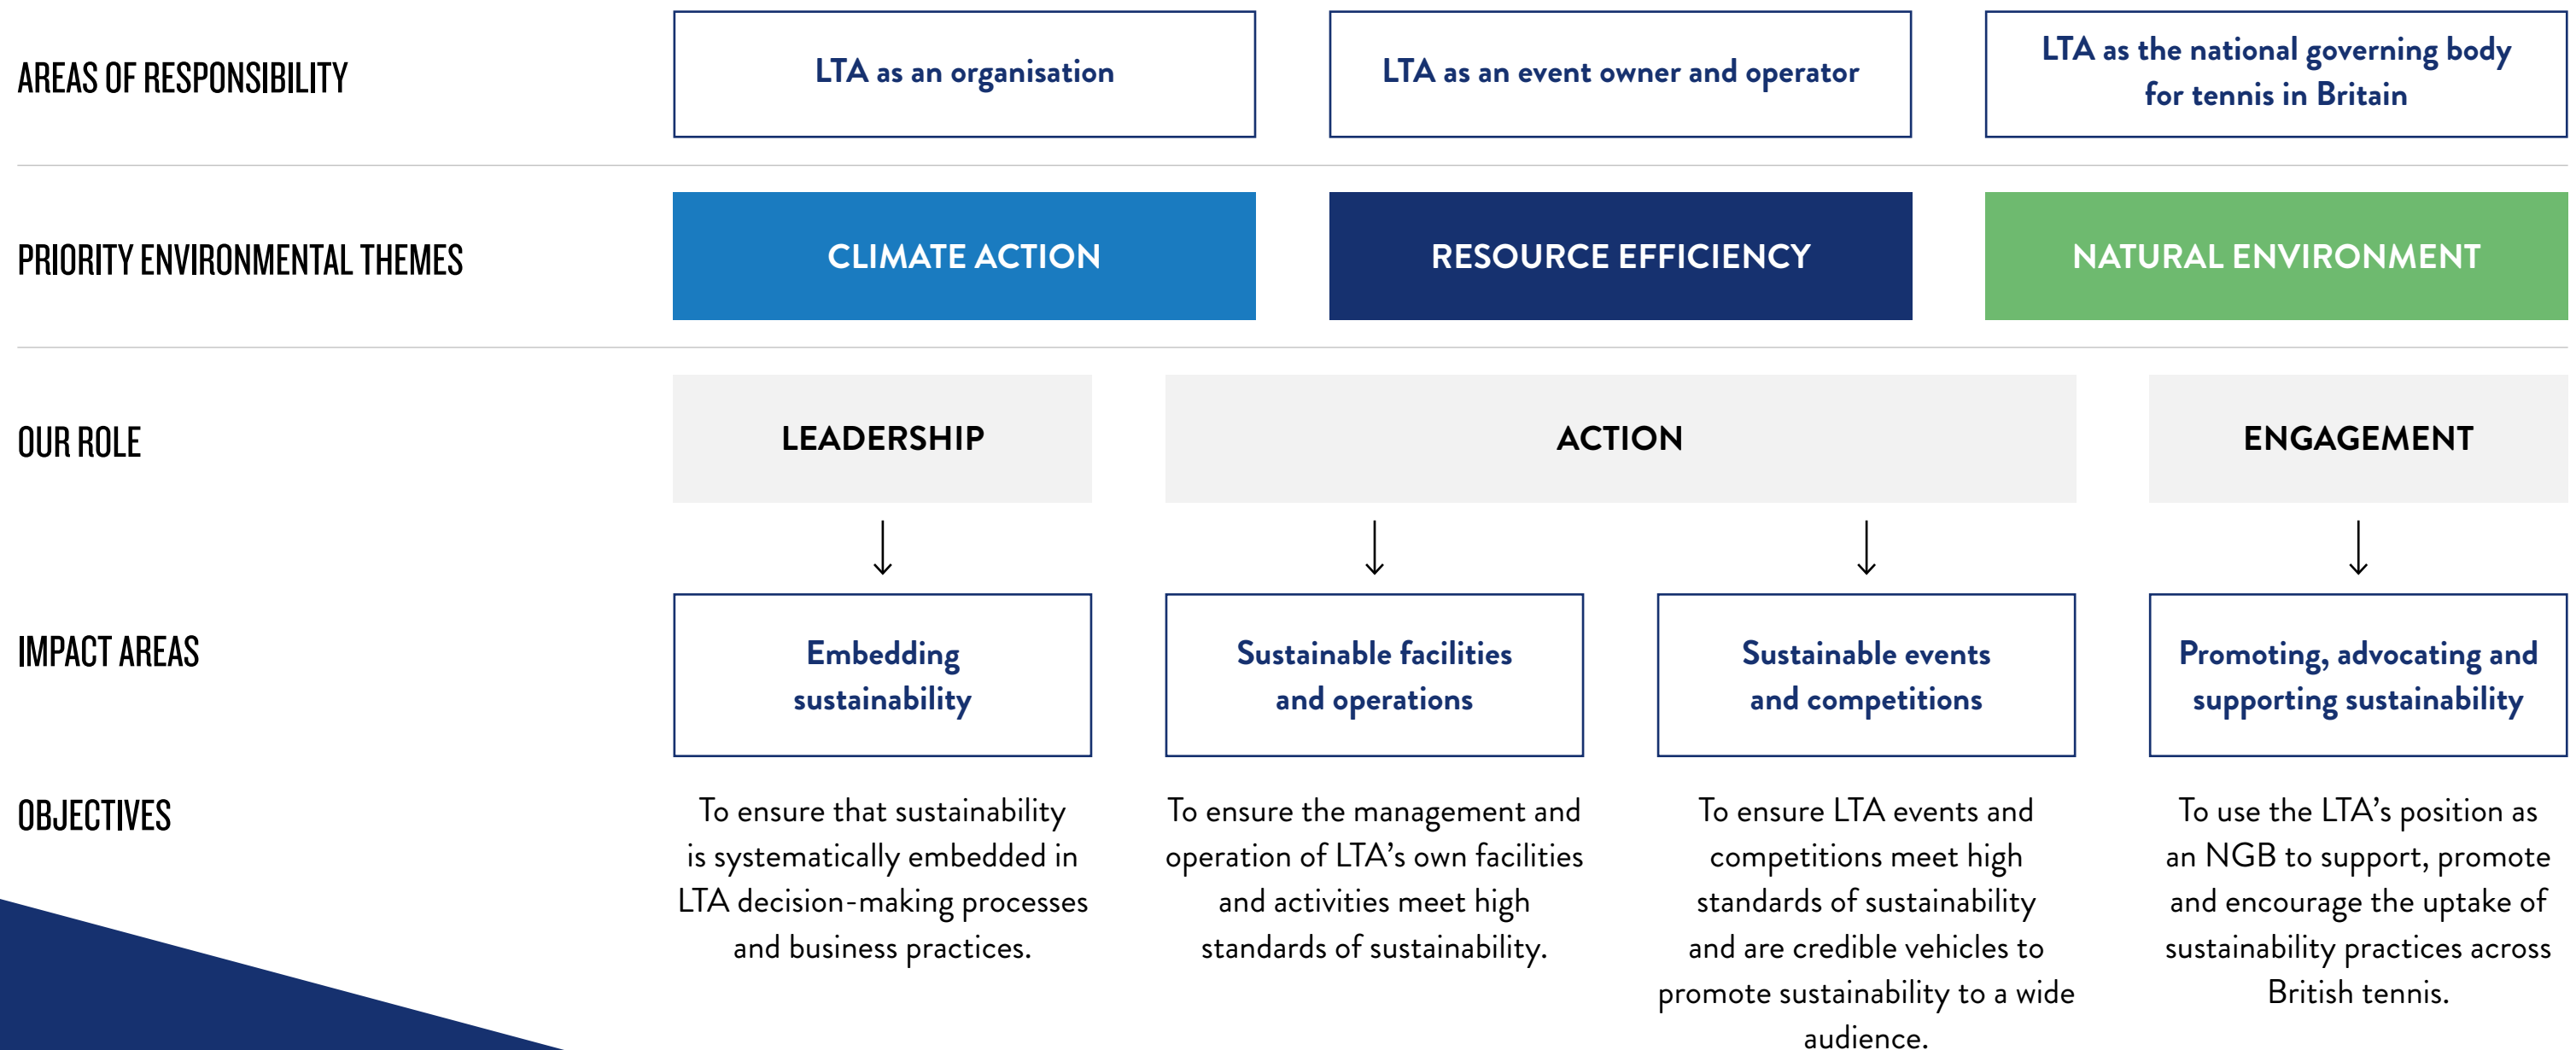 AREAS OF RESPONSIBILITY
LTA as an organisation
LTA as an event owner and operator
LTA as the national governing body
for tennis in Britain
PRIORITY ENVIRONMENTAL THEMES
CLIMATE ACTION
RESOURCE EFFICIENCY
NATURAL ENVIRONMENT
OUR ROLE
LEADERSHIP
ACTION
ENGAGEMENT
IMPACT AREAS
Embedding
sustainability
Sustainable facilities
and operations
Sustainable events
and competitions
Promoting, advocating and
supporting sustainability
OBJECTIVES
To ensure that sustainability
is systematically embedded in
LTA decision-making processes
and business practices.
To ensure the management and
operation of LTA's own facilities
and activities meet high
standards of sustainability.
To ensure LTA events and
competitions meet high
standards of sustainability
and are credible vehicles to
promote sustainability to a wide
audience.
To use the LTA's position as
an NGB to support, promote
and encourage the uptake of
sustainability practices across
British tennis.